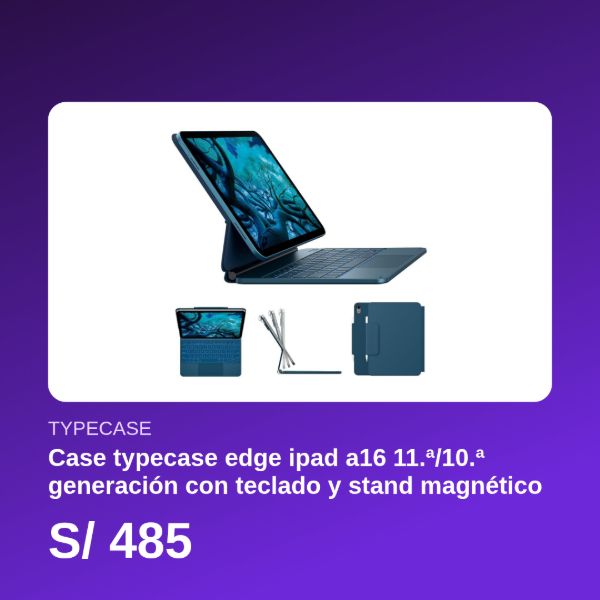 TYPECASE
Case typecase edge ipad a16 11.ª/10.ª
generación con teclado y stand magnético
S/ 485